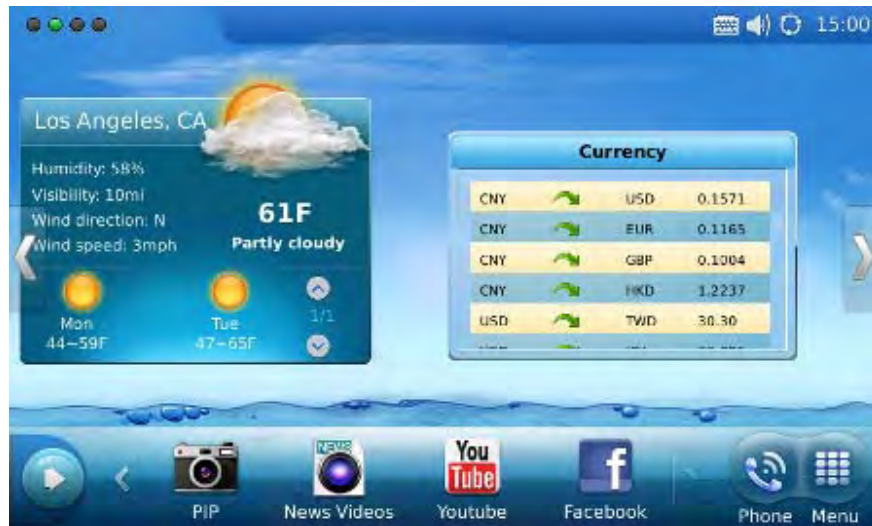 15:00
Los Angeles, CA
Humidity: 58%
Visibility: 10mi
Wind direction: N
Wind speed: 3mph
61F
Partly cloudy
Mon
44~59F
Tue
47~65F
1/1
Currency
CNY USD 0.1571
CNY EUR 0.1165
CNY GBP 0.1004
CNY HKD 1.2237
USD TWD 30.30
NEWS
You
Tube
f
PIP
News Videos
Youtube
Facebook
Phone
Menu